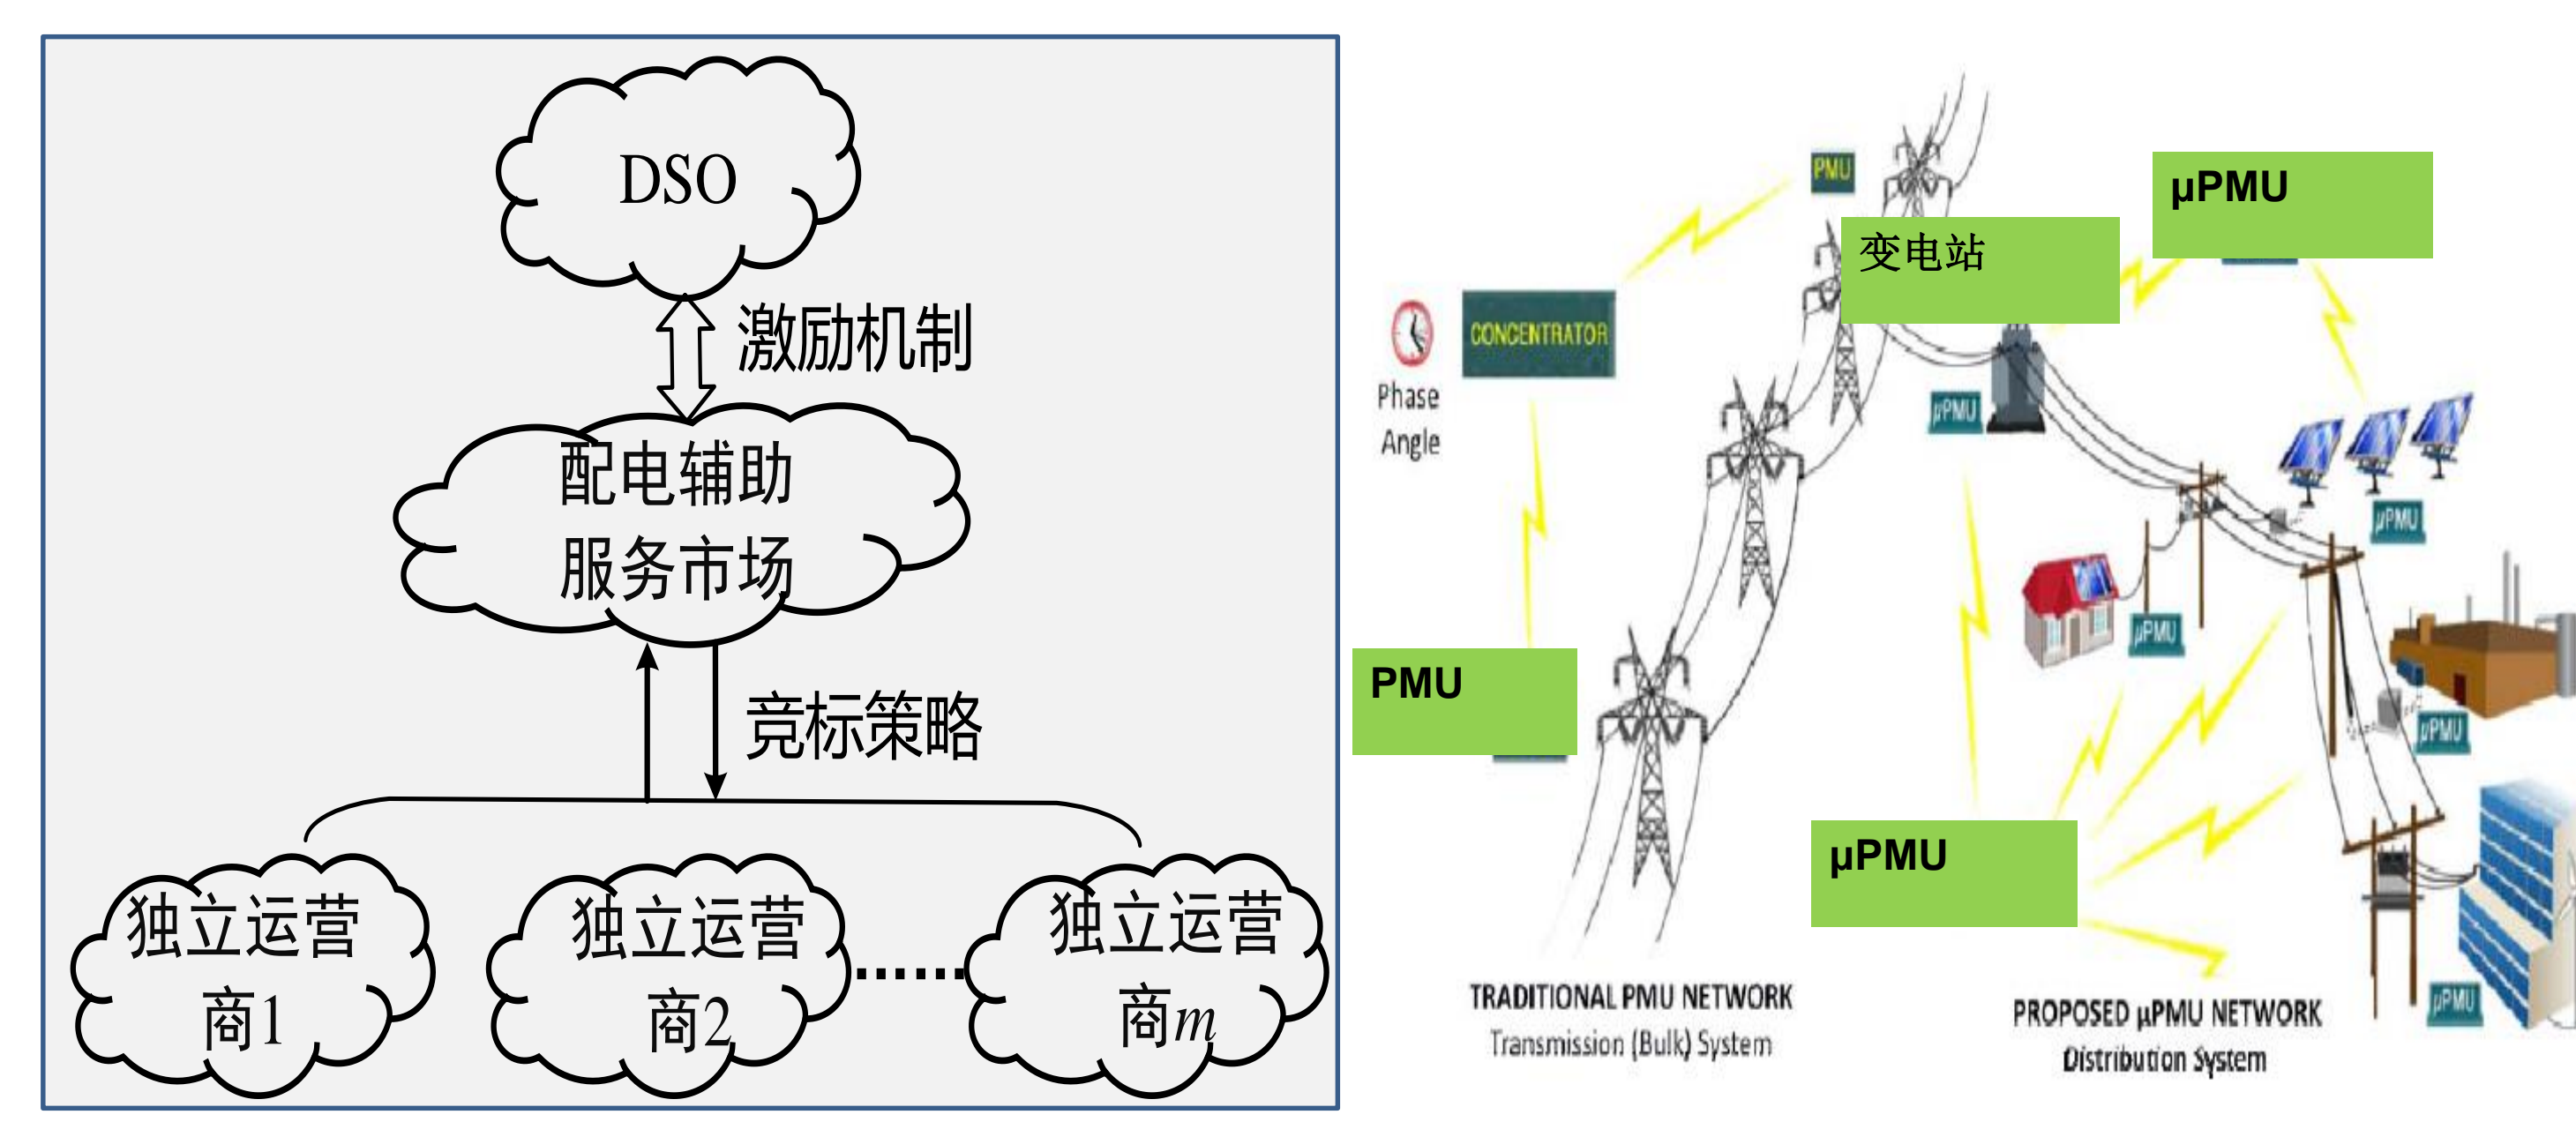 DSO
激励机制
配电辅助
服务市场
竞标策略
独立运营
商1
独立运营
商2
......
独立运营
商m
PMU
µPMU
变电站
CONCENTRATOR
Phase
Angle
µPMU
µPMU
µPMU
PMU
µPMU
µPMU
µPMU
TRADITIONAL PMU NETWORK
Transmission (Bulk) System
PROPOSED µPMU NETWORK
Distribution System